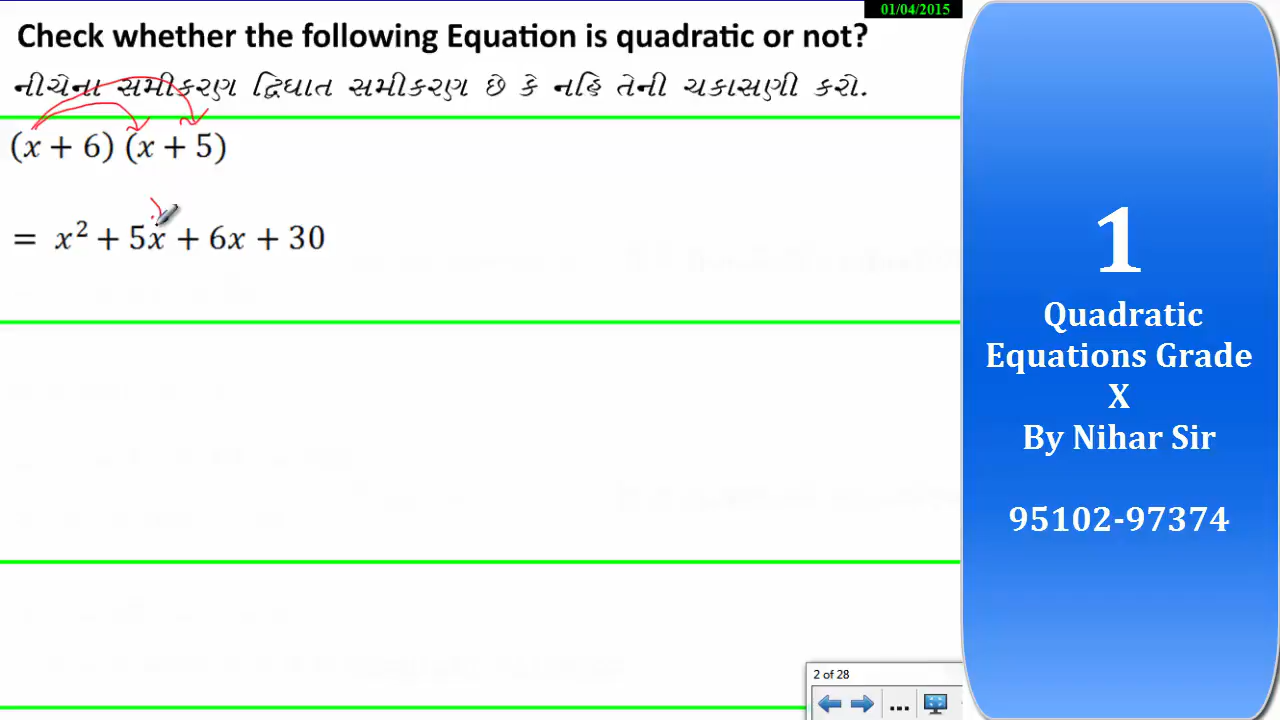 01/04/2015
Check whether the following Equation is quadratic or not?
નીચેના સમીકરણ દ્વિઘાત સમીકરણ છે કે નહિ તેની ચકાસણી કરો.
(x + 6) (x + 5)
= x² + 5x + 6x + 30
1
Quadratic
Equations Grade
X
By Nihar Sir
95102-97374
2 of 28
...